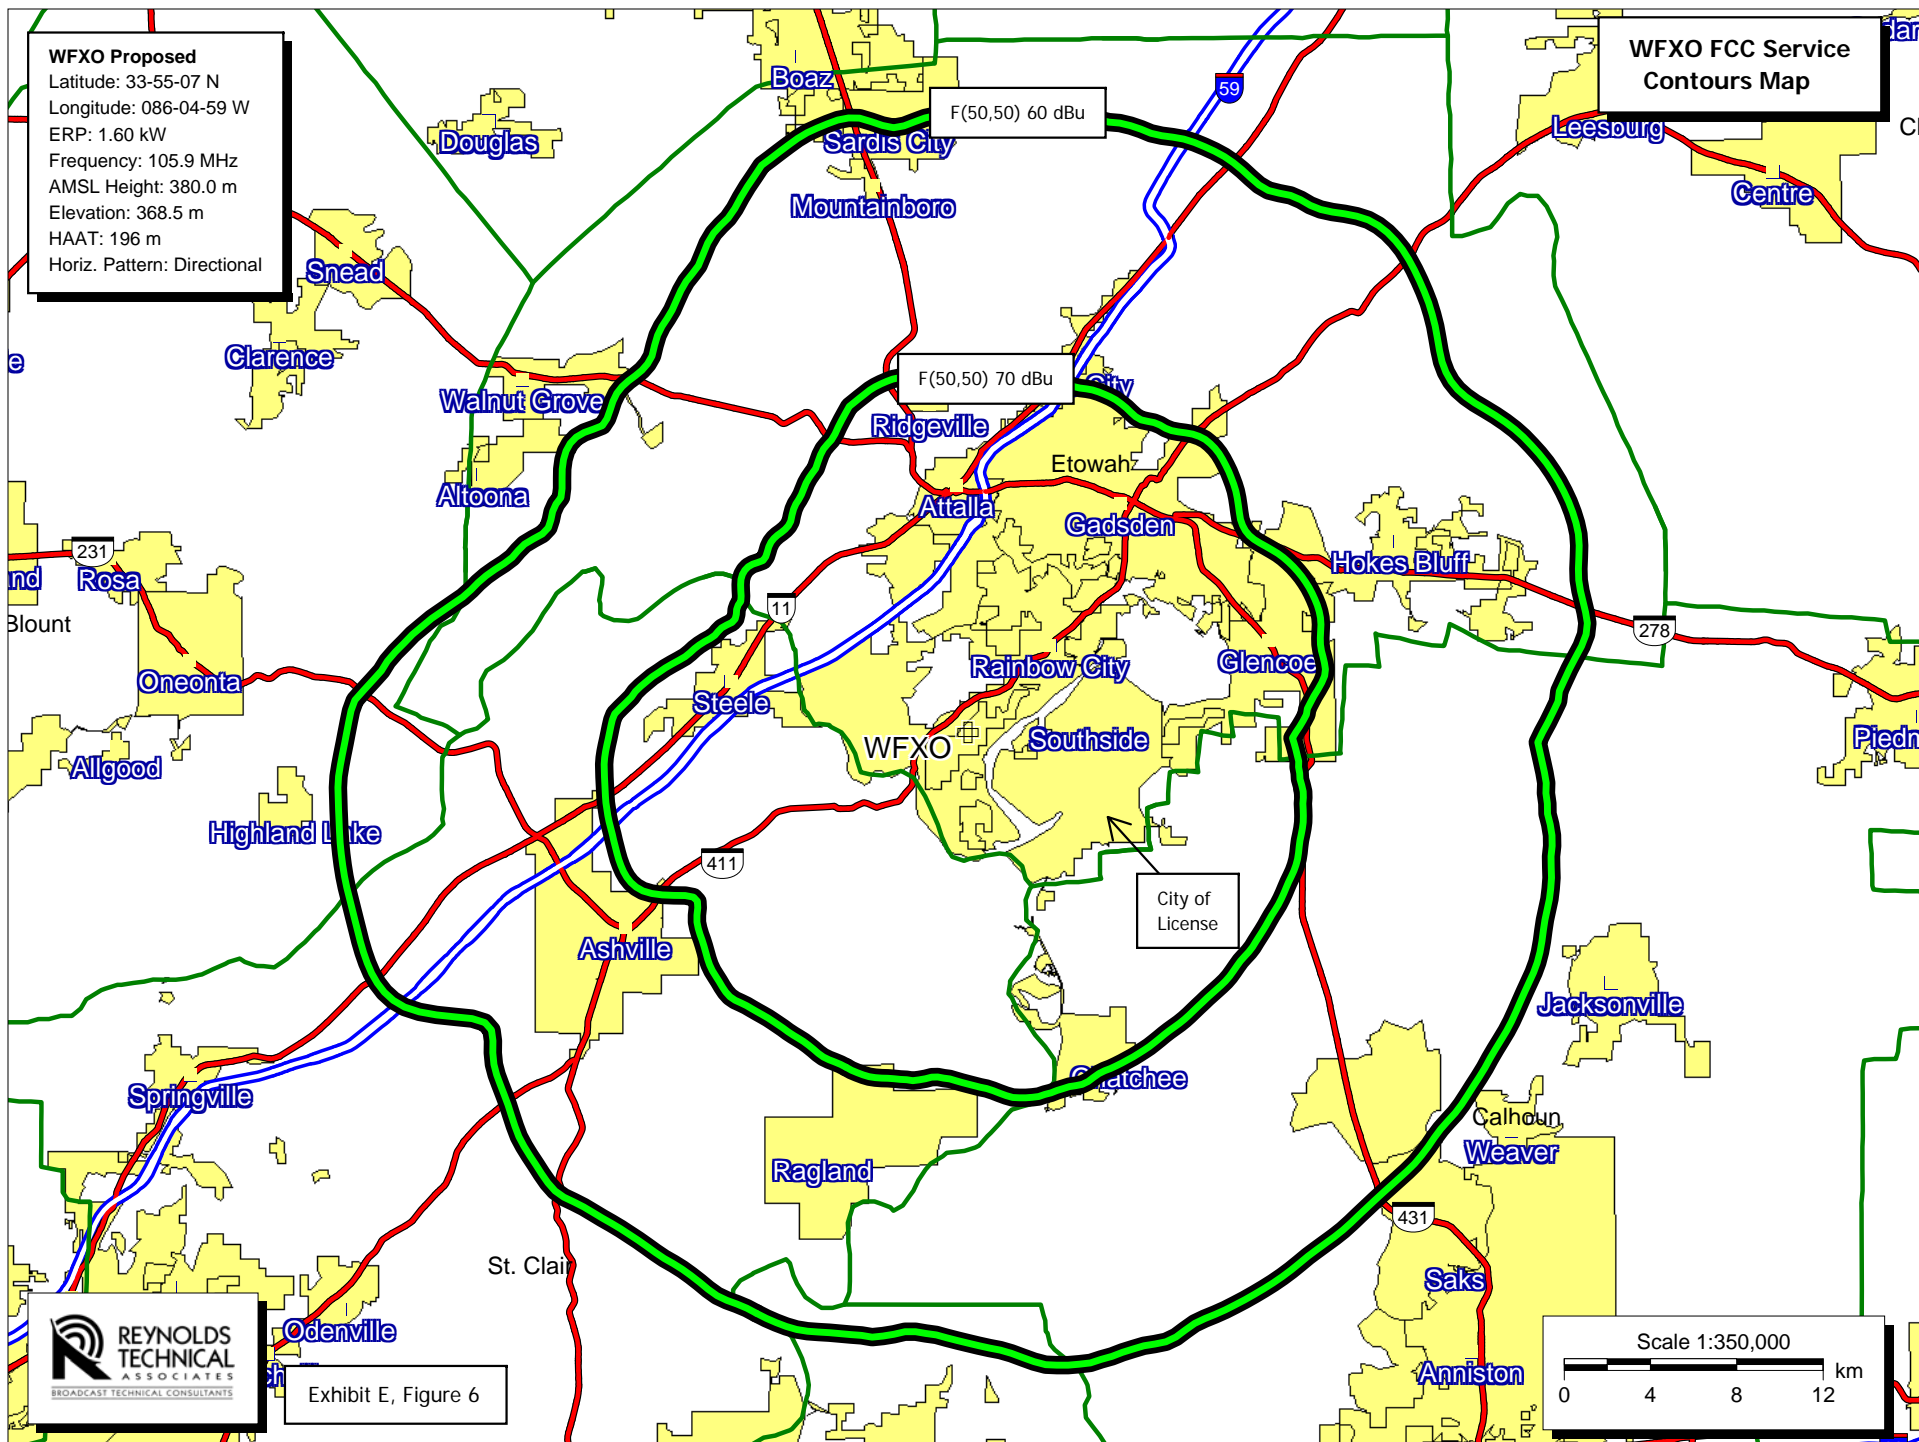 WFXO Proposed
Latitude: 33-55-07 N
Longitude: 086-04-59 W
ERP: 1.60 kW
Frequency: 105.9 MHz
AMSL Height: 380.0 m
Elevation: 368.5 m
HAAT: 196 m
Horiz. Pattern: Directional
WFXO FCC Service
Contours Map
59
Boaz
F(50,50) 60 dBu
Douglas
Sardis City
Leesburg
Mountainboro
Centre
Snead
Clarence
F(50,50) 70 dBu
City
Walnut Grove
Ridgeville
Etowah
Altoona
Attalla
Gadsden
231
Rosa
Hokes Bluff
11
Blount
278
Oneonta
Rainbow City
Glencoe
Steele
WFXO
Southside
Allgood
Highland
411
City of
License
Ashville
Jacksonville
Springville
Calhoun
Weaver
Ragland
431
St. Clair
Saks
Odenville
Anniston
REYNOLDS
TECHNICAL
ASSOCIATES
BROADCAST TECHNICAL CONSULTANTS
Exhibit E, Figure 6
Scale 1:350,000
km
0 4 8 12